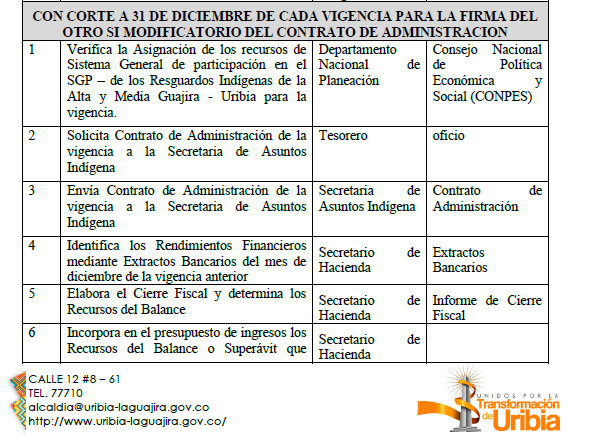 CON CORTE A 31 DE DICIEMBRE DE CADA VIGENCIA PARA LA FIRMA DEL
OTRO SI MODIFICATORIO DEL CONTRATO DE ADMINISTRACION
1
Verifica la Asignación de los recursos de
Sistema General de participación en el
SGP – de los Resguardos Indígenas de la
Alta y Media Guajira - Uribia para la
vigencia.
Departamento
Nacional de
Planeación
Consejo Nacional
de Política
Económica y
Social (CONPES)
2
Solicita Contrato de Administración de la
vigencia a la Secretaria de Asuntos
Indígena
Tesorero
oficio
3
Envía Contrato de Administración de la
vigencia a la Secretaria de Asuntos
Indígena
Secretaria de
Asuntos Indígena
Contrato de
Administración
4
Identifica los Rendimientos Financieros
mediante Extractos Bancarios del mes de
diciembre de la vigencia anterior
Secretario de
Hacienda
Extractos
Bancarios
5
Elabora el Cierre Fiscal y determina los
Recursos del Balance
Secretario de
Hacienda
Informe de Cierre
Fiscal
6
Incorpora en el presupuesto de ingresos los
Recursos del Balance o Superávit que
Secretario de
Hacienda
CALLE 12 #8 – 61
TEL. 77710
alcaldia@uribia-laguajira.gov.co
http://www.uribia-laguajira.gov.co/
UNIDOS POR LA
Transformación
de Uribia